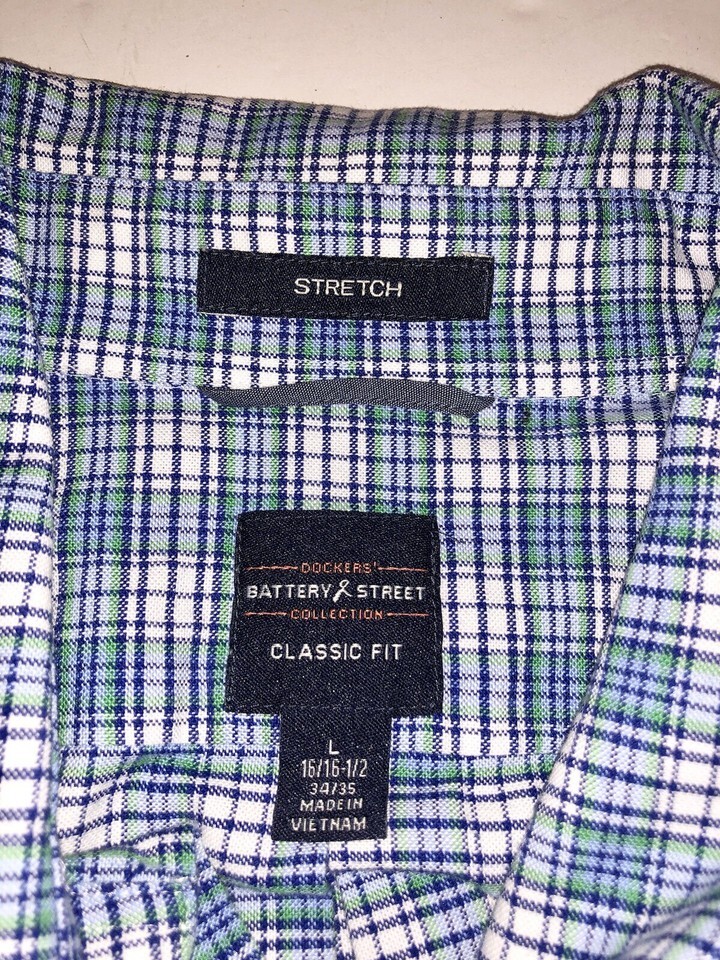 STRETCH
DOCKERS®
BATTERY & STREET
COLLECTION
CLASSIC FIT
L
16/16-1/2
34/35
MADE IN
VIETNAM